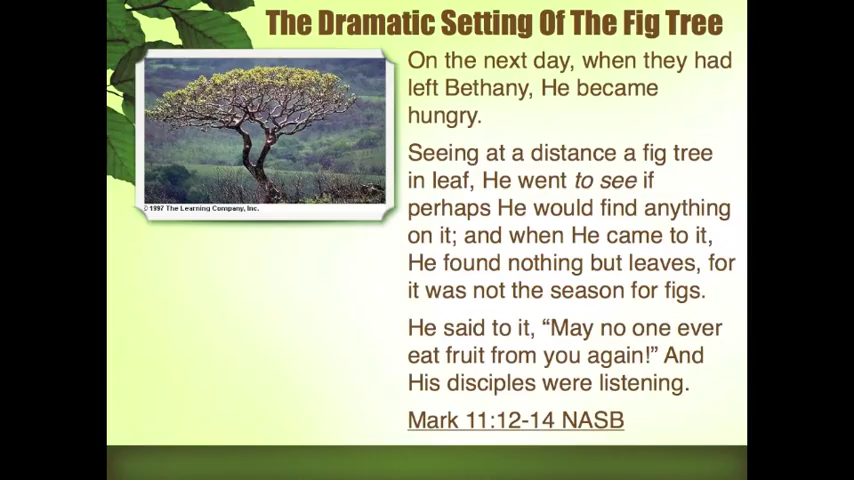 The Dramatic Setting Of The Fig Tree
On the next day, when they had
left Bethany, He became
hungry.
Seeing at a distance a fig tree
in leaf, He went to see if
perhaps He would find anything
on it; and when He came to it,
He found nothing but leaves, for
it was not the season for figs.
He said to it, “May no one ever
eat fruit from you again!” And
His disciples were listening.
Mark 11:12-14 NASB
© 1997 The Learning Company, Inc.